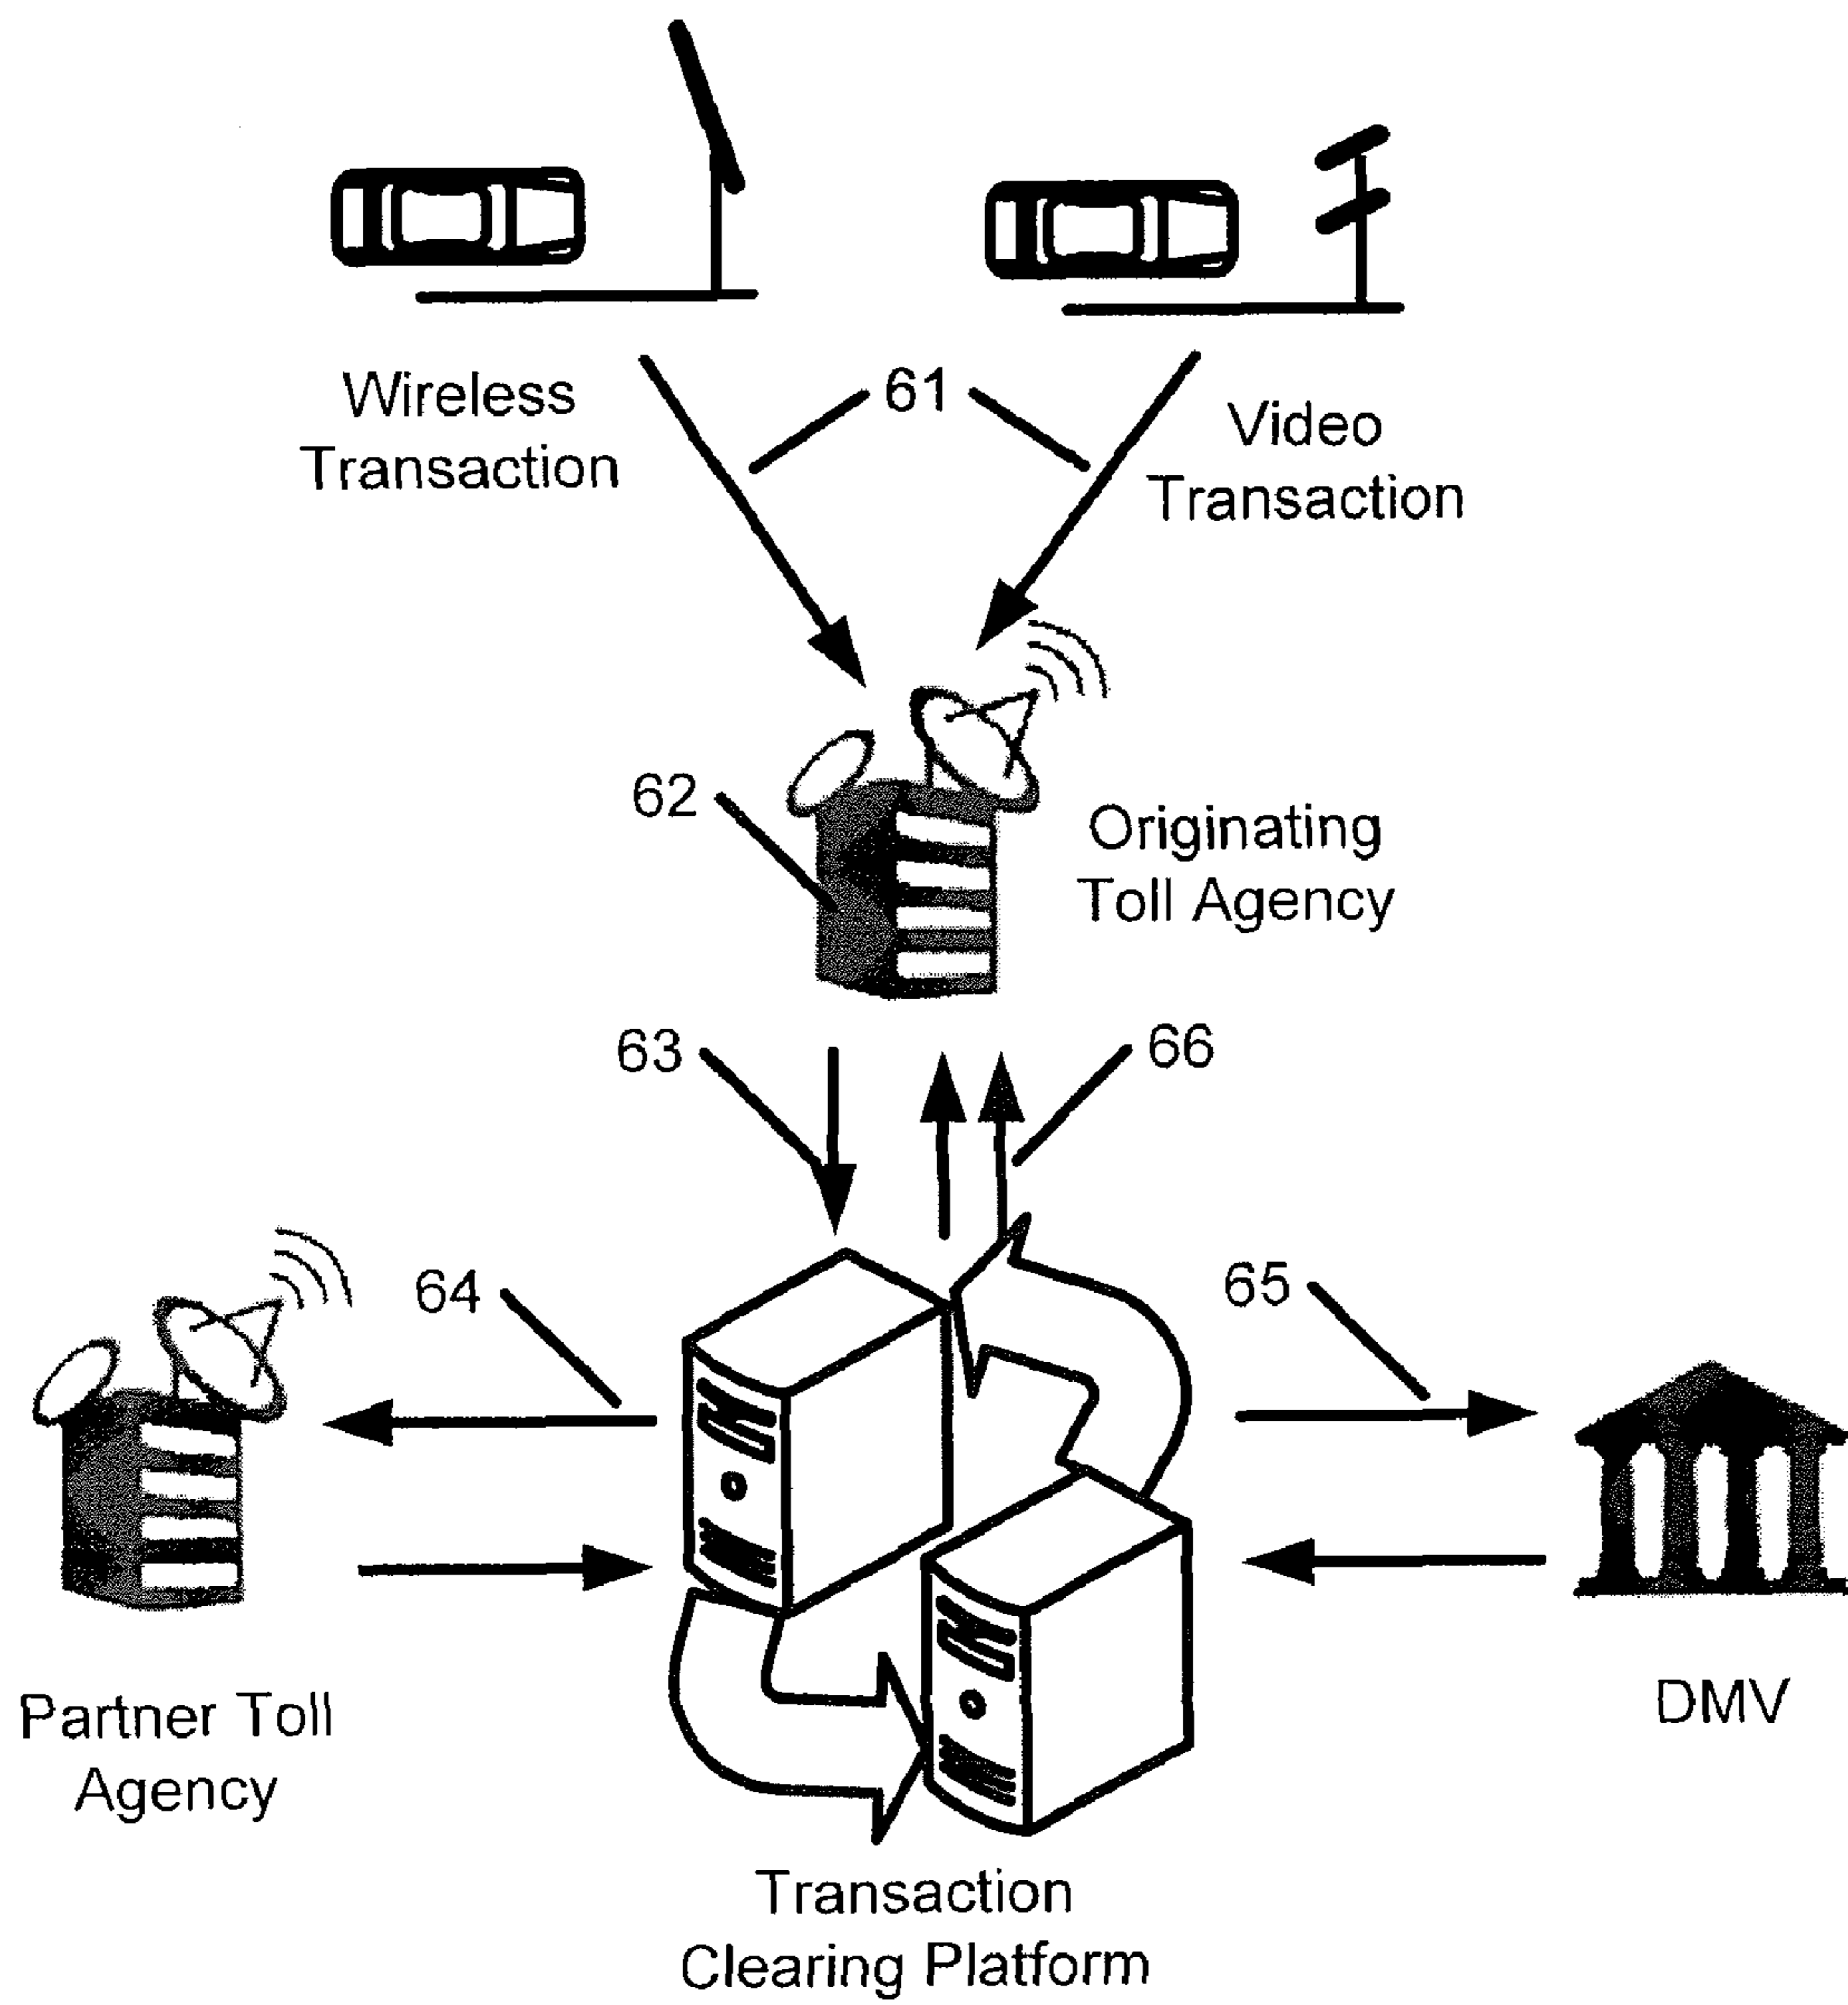 Wireless
Transaction
61
Video
Transaction
62
Originating
Toll Agency
63
66
64
65
Partner Toll
Agency
DMV
Transaction
Clearing Platform